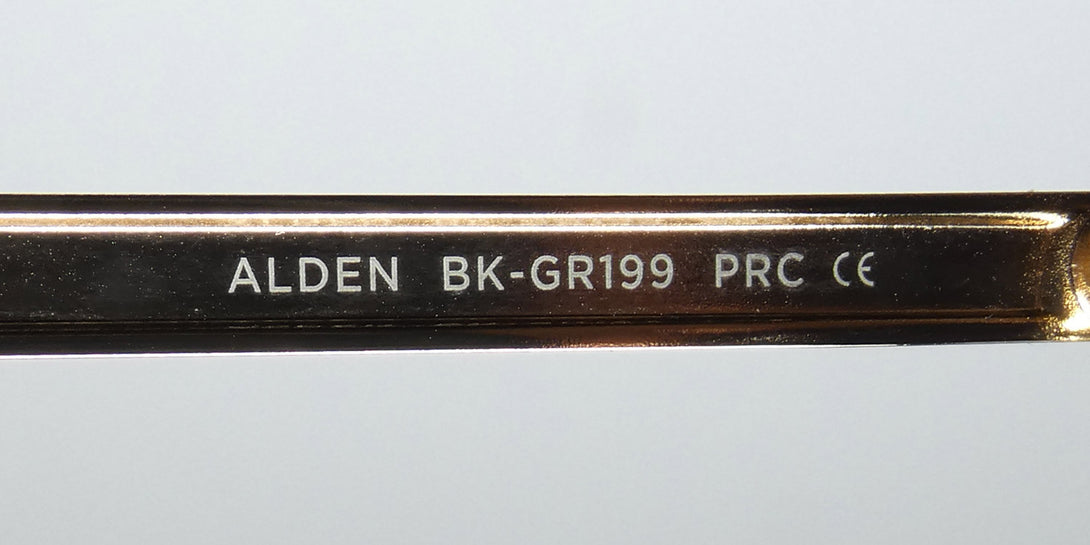 ALDEN BK-GR199 PRC CE